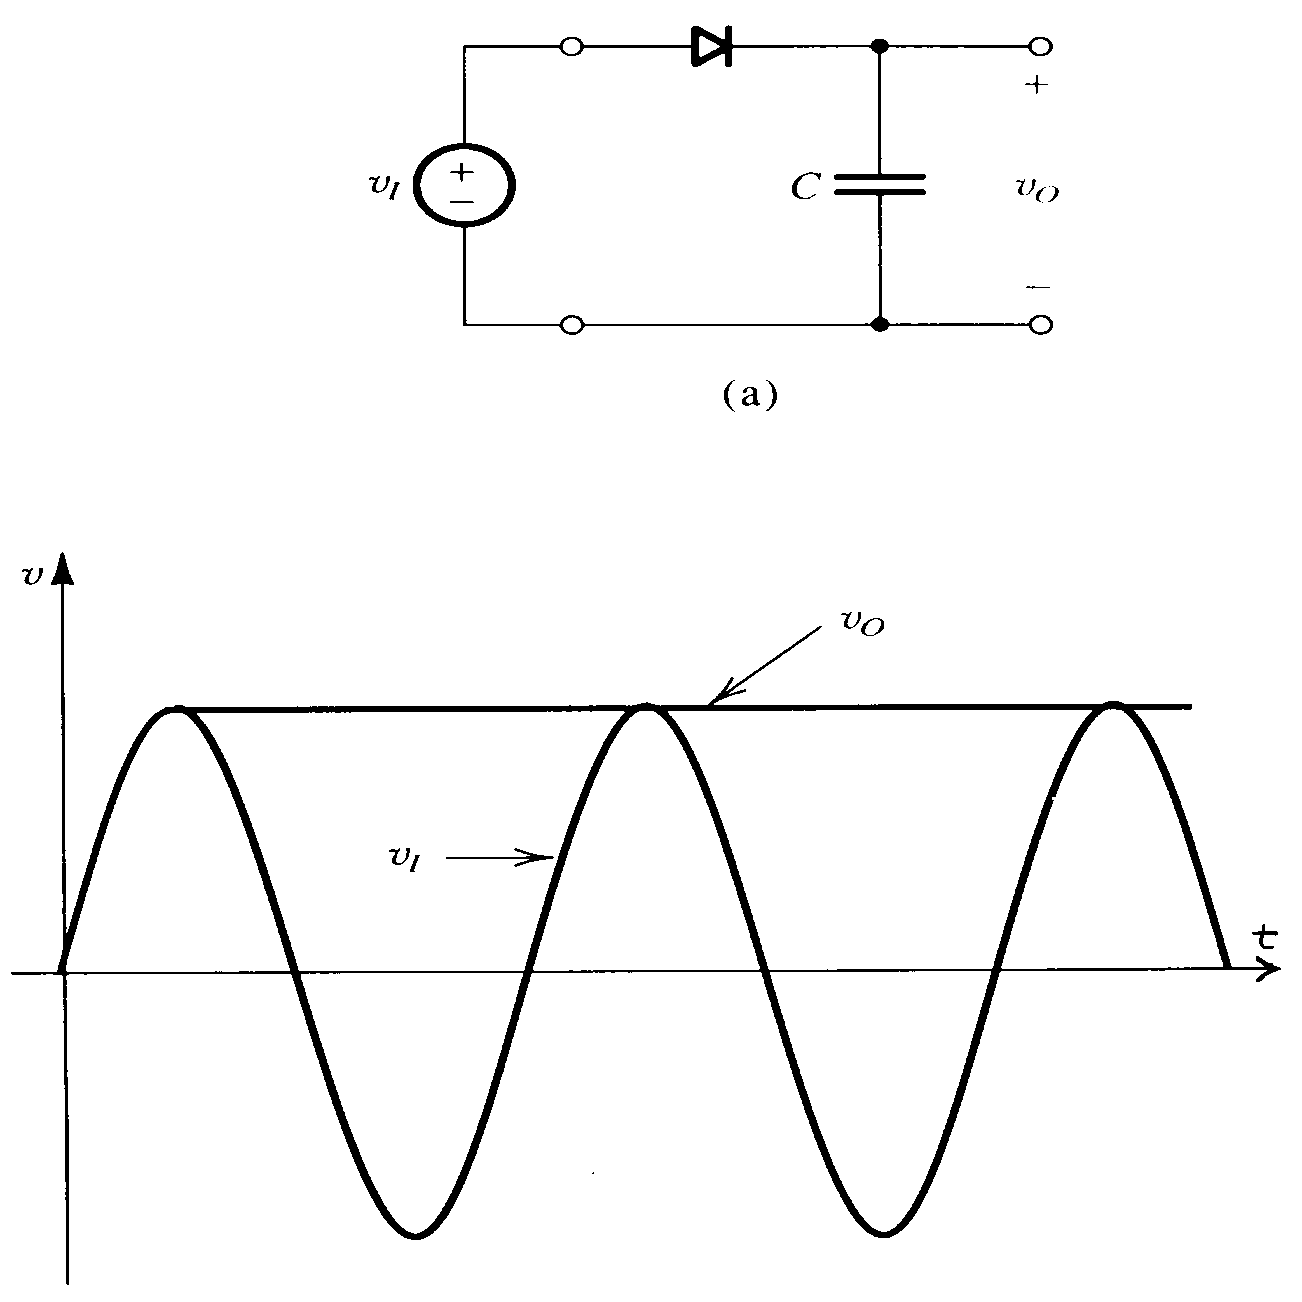 +
v_I + C v_O
−
−
(a)
v
v_O
v_I
t